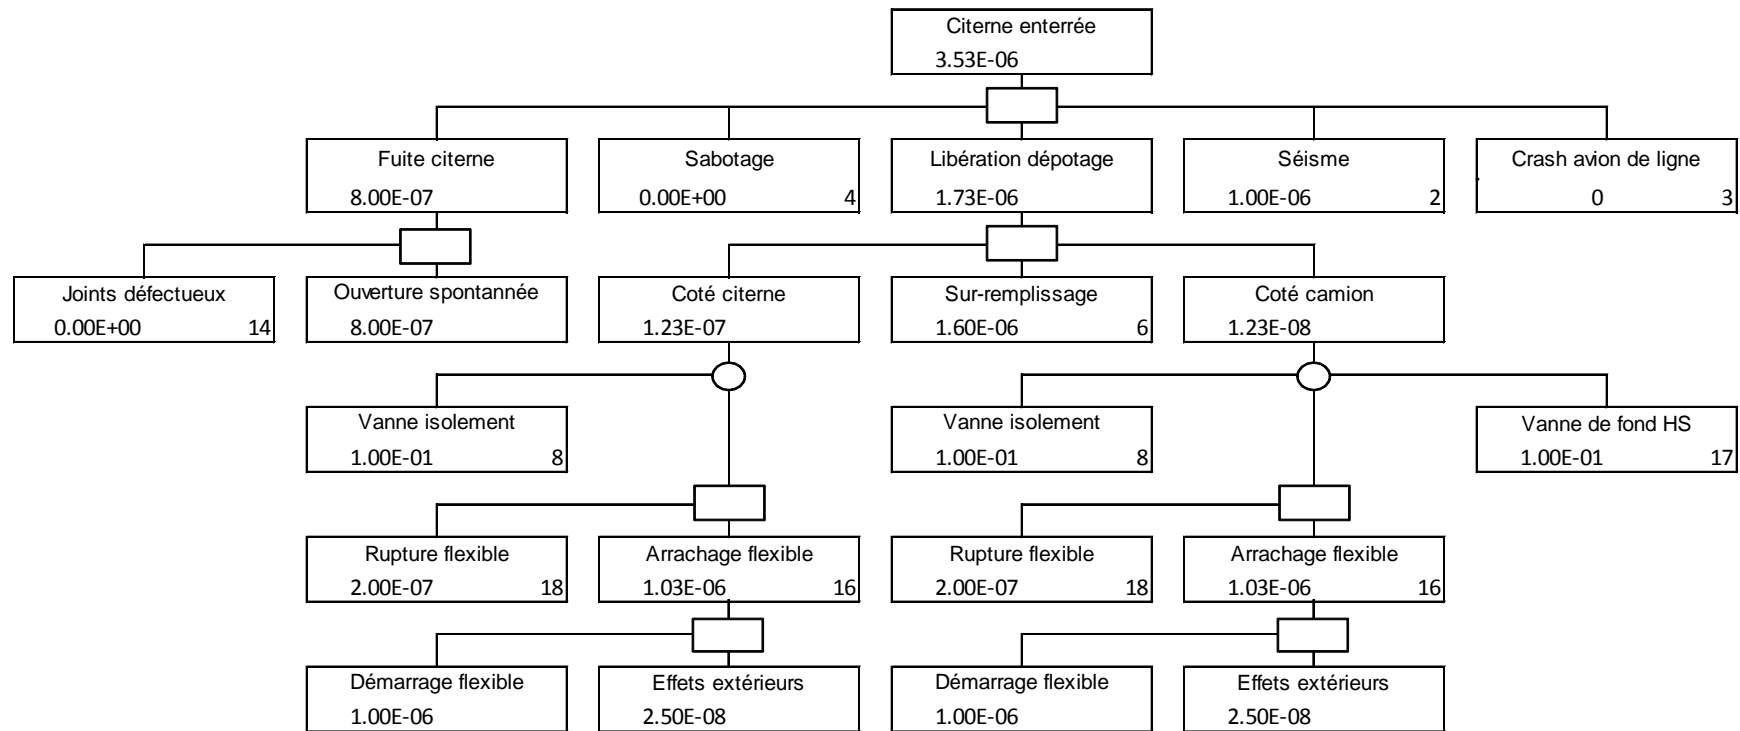 Citerne enterrée
3.53E-06
Fuite citerne Sabotage Libération dépotage Séisme Crash avion de ligne
8.00E-07 0.00E+00 4 1.73E-06 1.00E-06 2 0 3
Joints défectueux Ouverture spontannée Coté citerne Sur-remplissage Coté camion
0.00E+00 14 8.00E-07 1.23E-07 1.60E-06 6 1.23E-08
Vanne isolement Vanne isolement Vanne de fond HS
1.00E-01 8 1.00E-01 8 1.00E-01 17
Rupture flexible Arrachage flexible Rupture flexible Arrachage flexible
2.00E-07 18 1.03E-06 16 2.00E-07 18 1.03E-06 16
Démarrage flexible Effets extérieurs Démarrage flexible Effets extérieurs
1.00E-06 2.50E-08 1.00E-06 2.50E-08